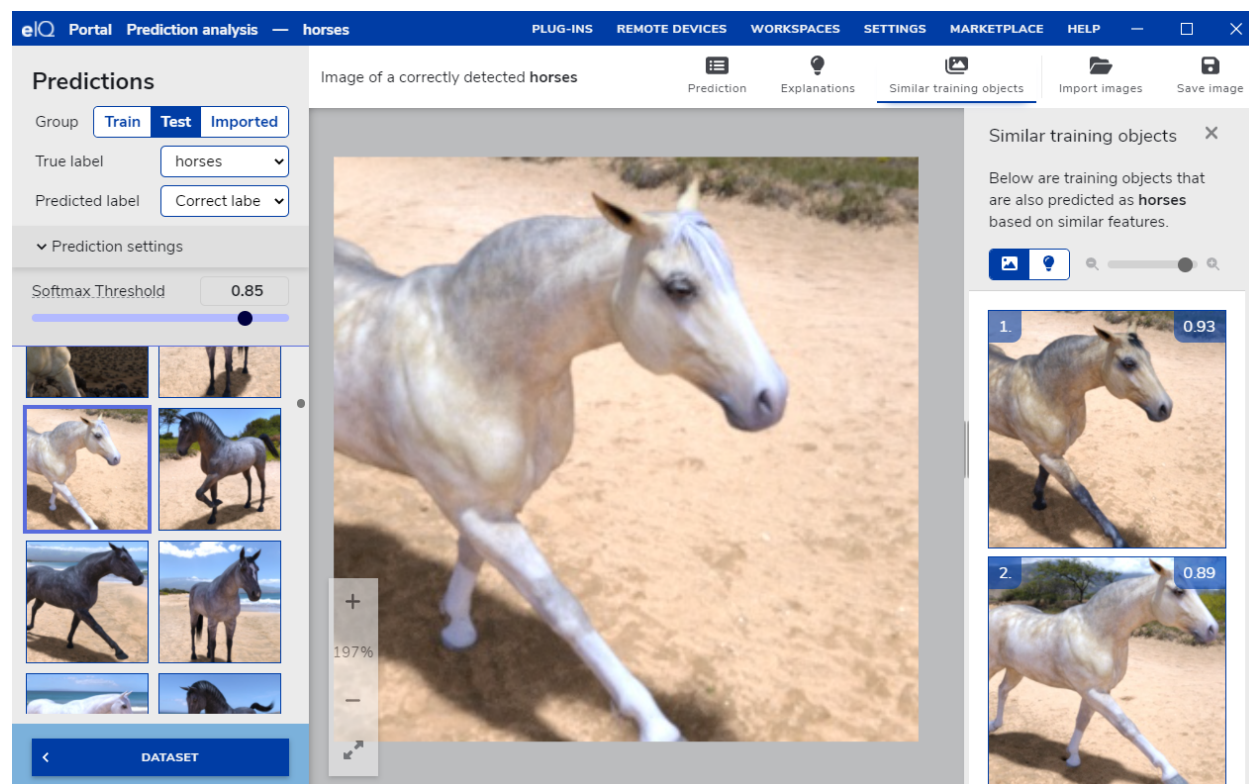 eIQ Portal Prediction analysis — horses PLUG-INS REMOTE DEVICES WORKSPACES SETTINGS MARKETPLACE HELP
Predictions
Group Train Test Imported
True label horses
Predicted label Correct labe
Prediction settings
Softmax Threshold 0.85
DATASET
Image of a correctly detected horses
Prediction Explanations Similar training objects Import images Save image
197%
Similar training objects
Below are training objects that
are also predicted as horses
based on similar features.
1. 0.93
2. 0.89